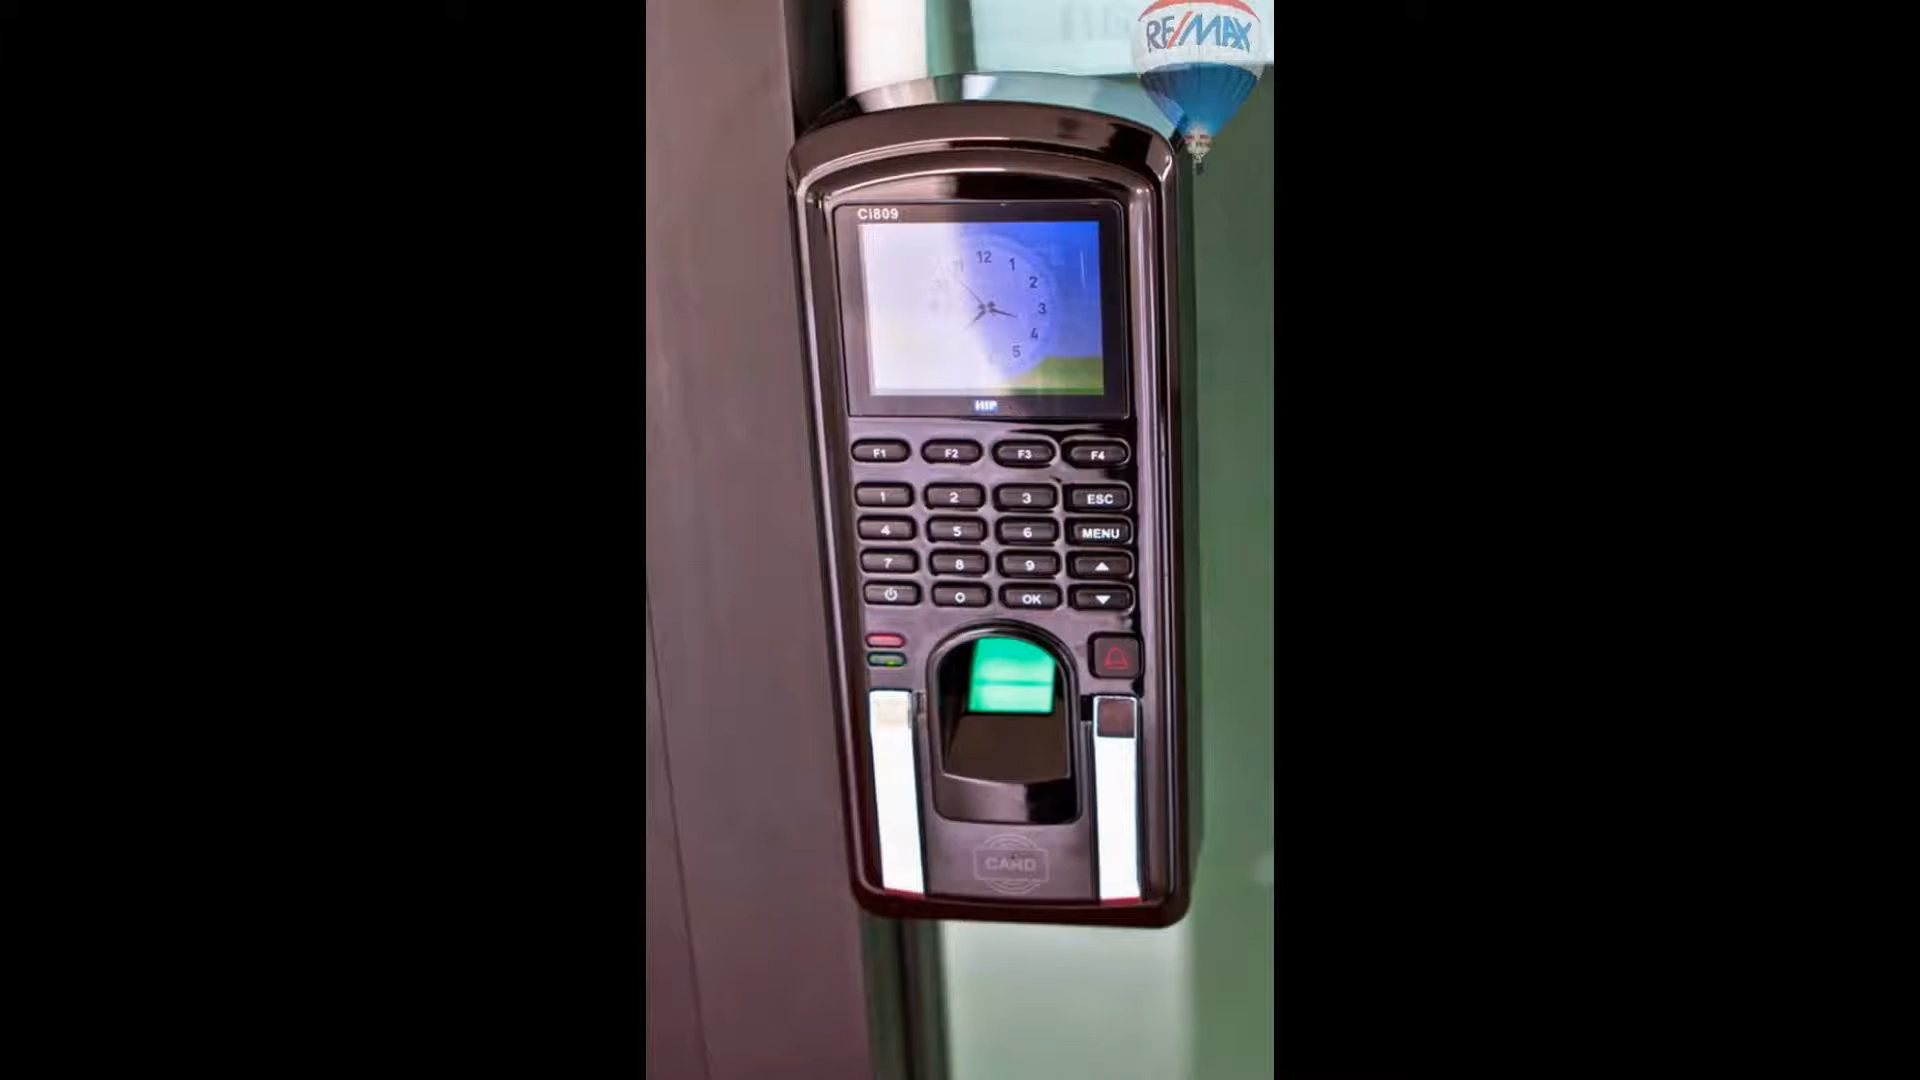 RE/MAX
Ci809
12
11
1
2
3
4
5
HIP
F1 F2 F3 F4
1 2 3 ESC
4 5 6 MENU
7 8 9
0 OK
CARD